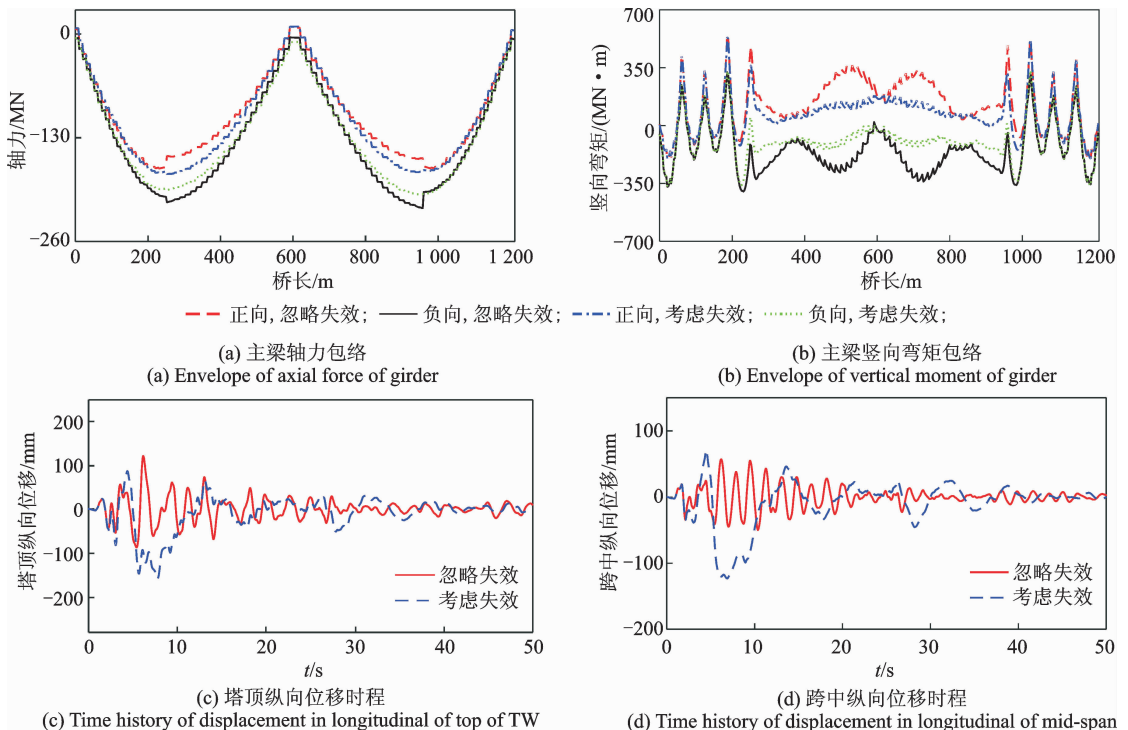 0
−130
−260
轴力/MN
0
200
400
600
800
1 000
1 200
桥长/m
700
350
0
−350
−700
竖向弯矩/(MN·m)
0
200
400
600
800
1000
1200
桥长/m
正向,忽略失效; 负向,忽略失效; 正向,考虑失效; 负向,考虑失效;
(a) 主梁轴力包络
(a) Envelope of axial force of girder
(b) 主梁竖向弯矩包络
(b) Envelope of vertical moment of girder
200
100
0
−100
−200
塔顶纵向位移/mm
忽略失效
考虑失效
0
10
20
30
40
50
t/s
(c) 塔顶纵向位移时程
(c) Time history of displacement in longitudinal of top of TW
100
0
−100
−200
跨中纵向位移/mm
忽略失效
考虑失效
0
10
20
30
40
50
t/s
(d) 跨中纵向位移时程
(d) Time history of displacement in longitudinal of mid-span